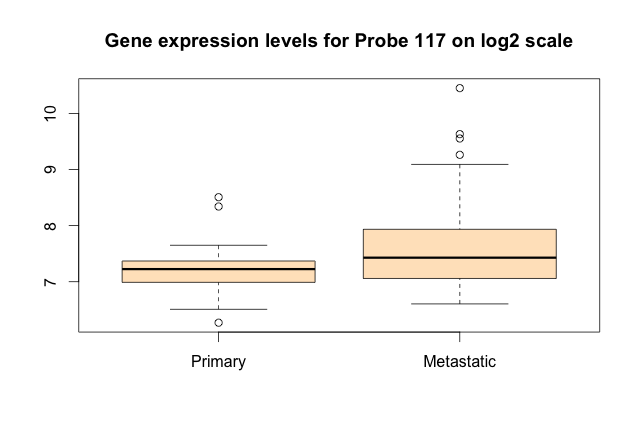 Gene expression levels for Probe 117 on log2 scale
10
9
8
7
Primary Metastatic